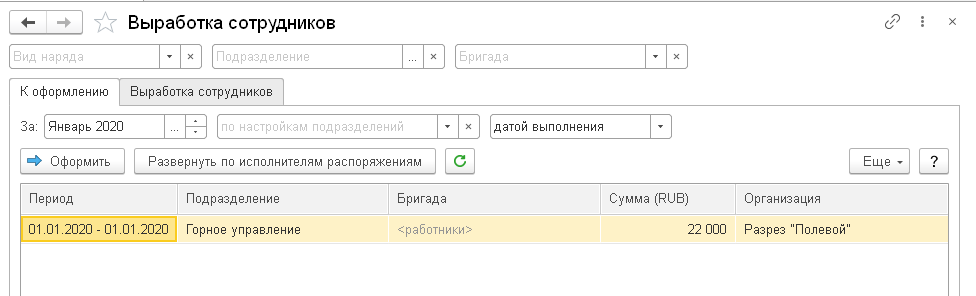 Выработка сотрудников
Вид наряда Подразделение ... Бригада
К оформлению Выработка сотрудников
За: Январь 2020 ... по настройкам подразделений датой выполнения
Оформить Развернуть по исполнителям распоряжениям Еще ?
Период Подразделение Бригада Сумма (RUB) Организация
01.01.2020 - 01.01.2020 Горное управление <работники> 22 000 Разрез "Полевой"